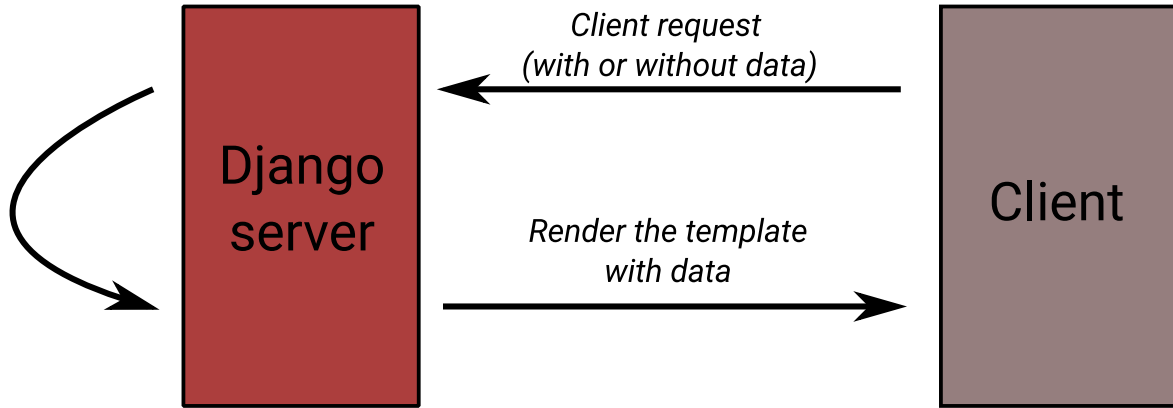 Client request
(with or without data)
Django
server
Client
Render the template
with data